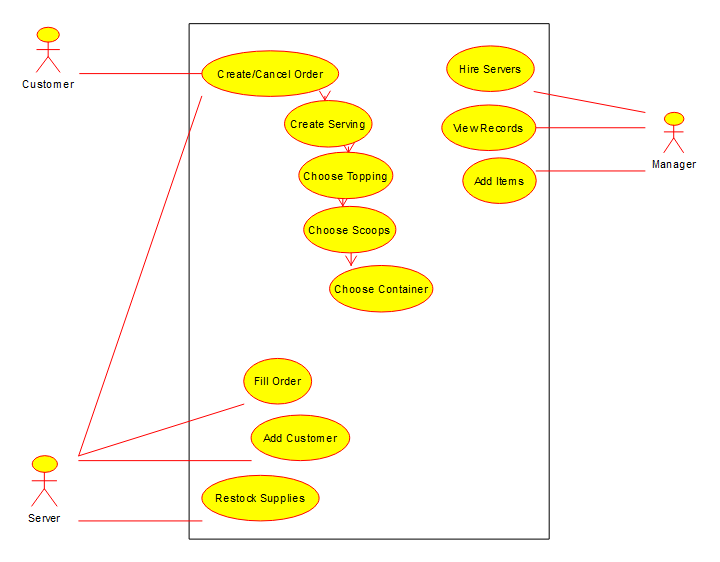 Customer
Create/Cancel Order
Create Serving
Choose Topping
Choose Scoops
Choose Container
Hire Servers
View Records
Add Items
Manager
Fill Order
Add Customer
Restock Supplies
Server